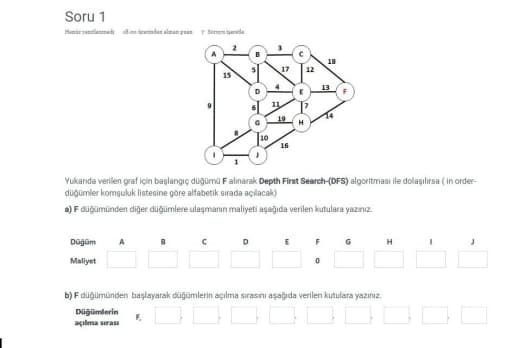 Soru 1
Henüz yanıtlanmadı 18.00 üzerinden alınan puan Soruyu işaretle
A 2 B 3 C 18
15 5 17 12
D 4 E 13 F
9 6 11 7
G 19 H 14
8 10 16
I 1 J
Yukarıda verilen graf için başlangıç düğümü F alınarak Depth First Search-(DFS) algoritması ile dolaşılırsa ( in order-
düğümler komşuluk listesine göre alfabetik sırada açılacak)
a) F düğümünden diğer düğümlere ulaşmanın maliyeti aşağıda verilen kutulara yazınız.
Düğüm A B C D E F G H I J
Maliyet 0
b) F düğümünden başlayarak düğümlerin açılma sırasını aşağıda verilen kutulara yazınız.
Düğümlerin
açılma sırası F, , , , , , , , ,